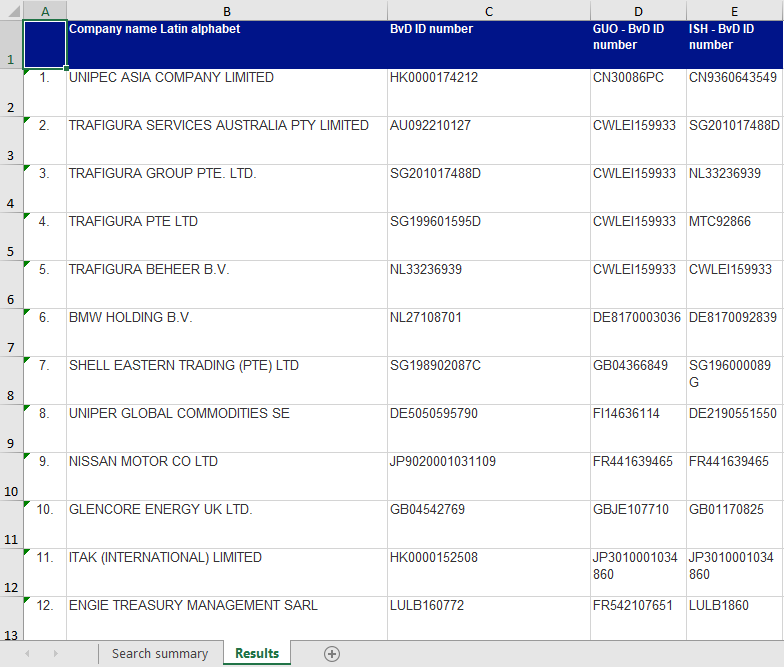 A B C D E
1 Company name Latin alphabet BvD ID number GUO - BvD ID number ISH - BvD ID number
2 1. UNIPEC ASIA COMPANY LIMITED HK0000174212 CN30086PC CN9360643549
3 2. TRAFIGURA SERVICES AUSTRALIA PTY LIMITED AU092210127 CWLEI159933 SG201017488D
4 3. TRAFIGURA GROUP PTE. LTD. SG201017488D CWLEI159933 NL33236939
5 4. TRAFIGURA PTE LTD SG199601595D CWLEI159933 MTC92866
6 5. TRAFIGURA BEHEER B.V. NL33236939 CWLEI159933 CWLEI159933
7 6. BMW HOLDING B.V. NL27108701 DE8170003036 DE8170092839
8 7. SHELL EASTERN TRADING (PTE) LTD SG198902087C GB04366849 SG196000089G
9 8. UNIPER GLOBAL COMMODITIES SE DE5050595790 FI14636114 DE2190551550
10 9. NISSAN MOTOR CO LTD JP9020001031109 FR441639465 FR441639465
11 10. GLENCORE ENERGY UK LTD. GB04542769 GBJE107710 GB01170825
12 11. ITAK (INTERNATIONAL) LIMITED HK0000152508 JP3010001034860 JP3010001034860
13 12. ENGIE TREASURY MANAGEMENT SARL LULB160772 FR542107651 LULB1860
Search summary Results